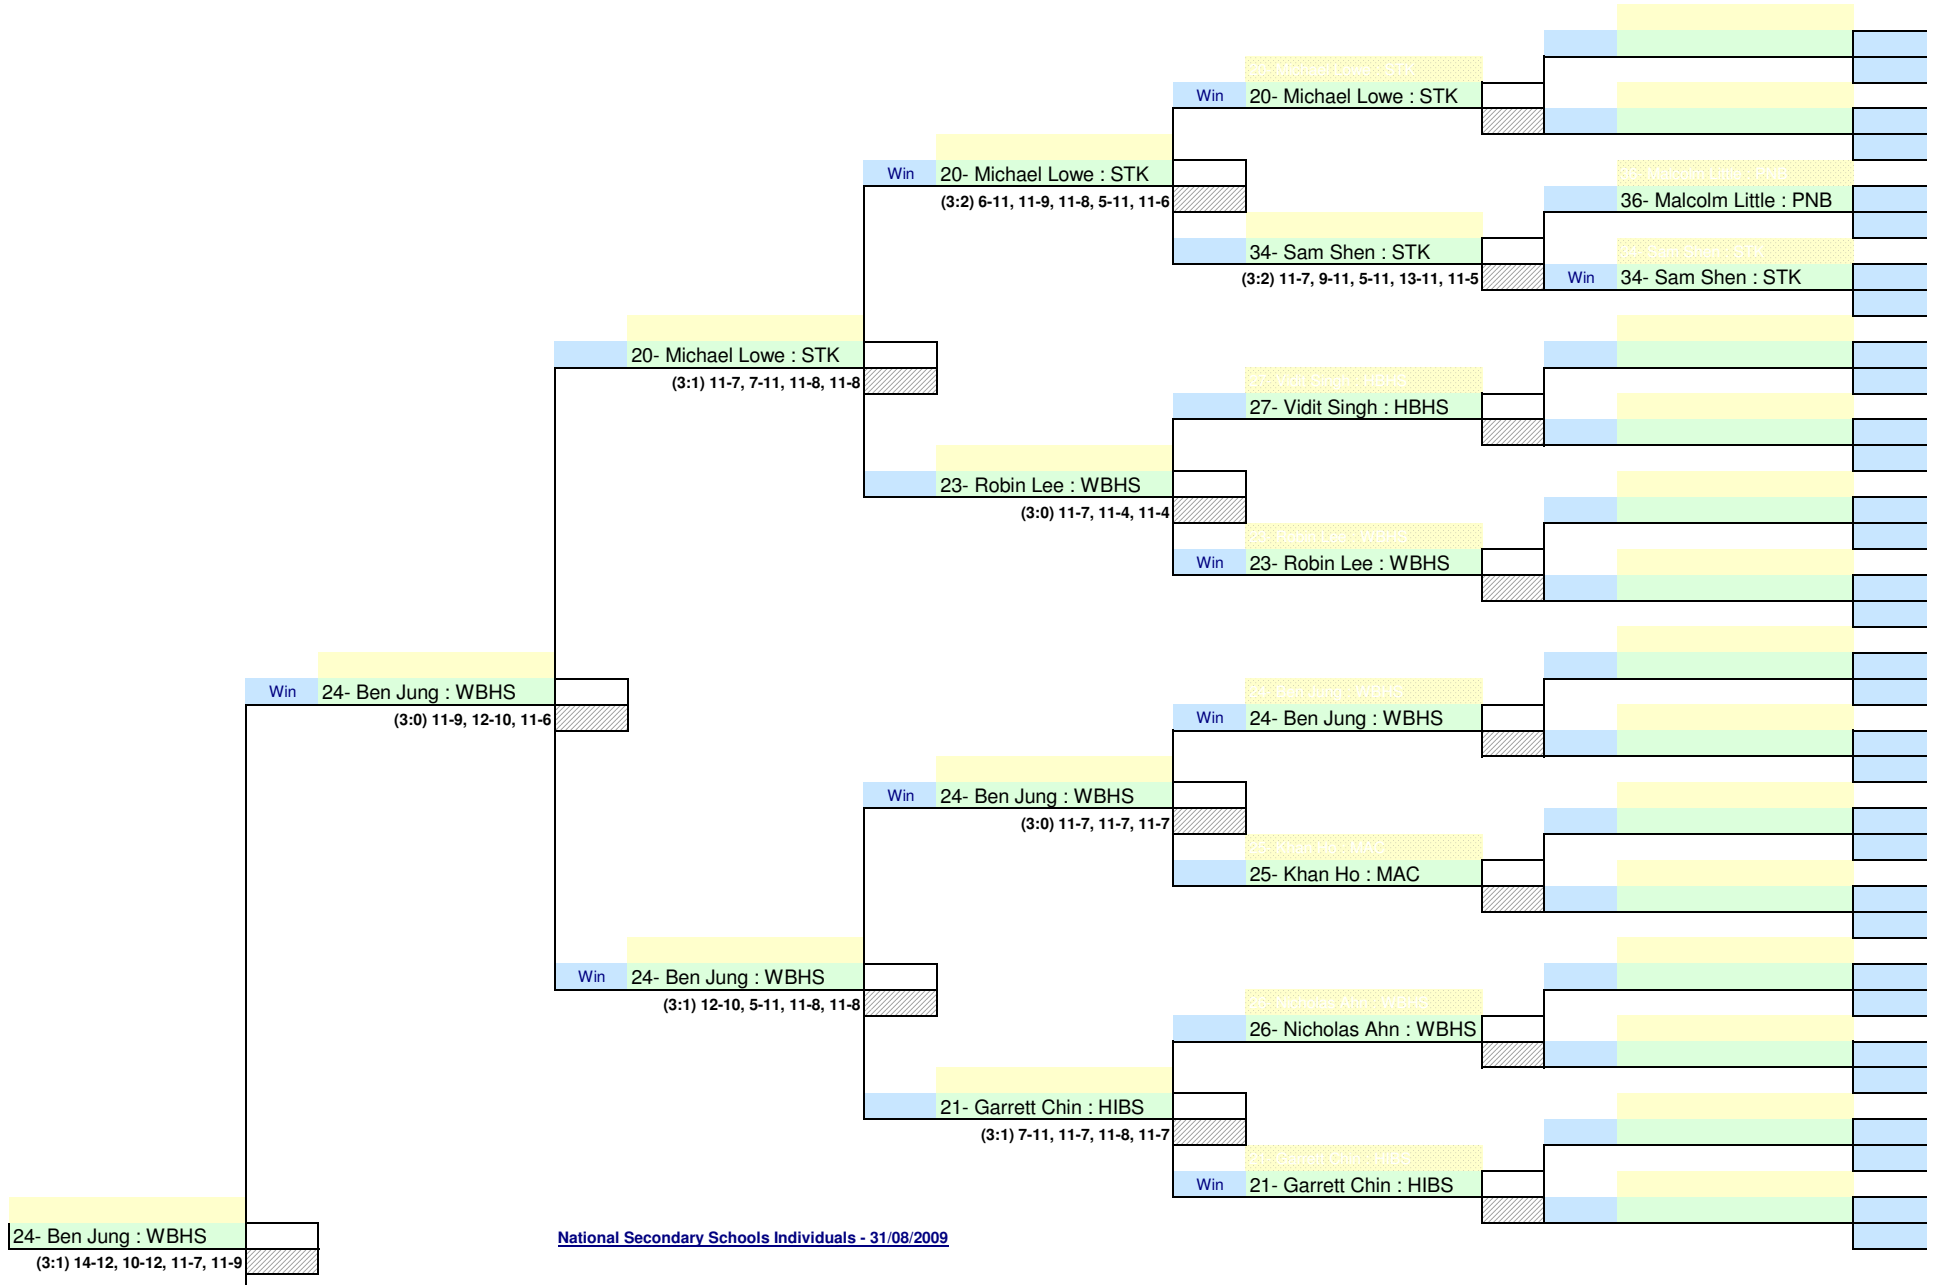 Win 20- Michael Lowe : STK
Win 20- Michael Lowe : STK
(3:2) 6-11, 11-9, 11-8, 5-11, 11-6
36- Malcolm Little : PNB
34- Sam Shen : STK
(3:2) 11-7, 9-11, 5-11, 13-11, 11-5
Win 34- Sam Shen : STK
20- Michael Lowe : STK
(3:1) 11-7, 7-11, 11-8, 11-8
27- Vidit Singh : HBHS
23- Robin Lee : WBHS
(3:0) 11-7, 11-4, 11-4
Win 23- Robin Lee : WBHS
Win 24- Ben Jung : WBHS
(3:0) 11-9, 12-10, 11-6
Win 24- Ben Jung : WBHS
Win 24- Ben Jung : WBHS
(3:0) 11-7, 11-7, 11-7
25- Khan Ho : MAC
Win 24- Ben Jung : WBHS
(3:1) 12-10, 5-11, 11-8, 11-8
26- Nicholas Ahn : WBHS
21- Garrett Chin : HIBS
(3:1) 7-11, 11-7, 11-8, 11-7
Win 21- Garrett Chin : HIBS
24- Ben Jung : WBHS
(3:1) 14-12, 10-12, 11-7, 11-9
National Secondary Schools Individuals - 31/08/2009